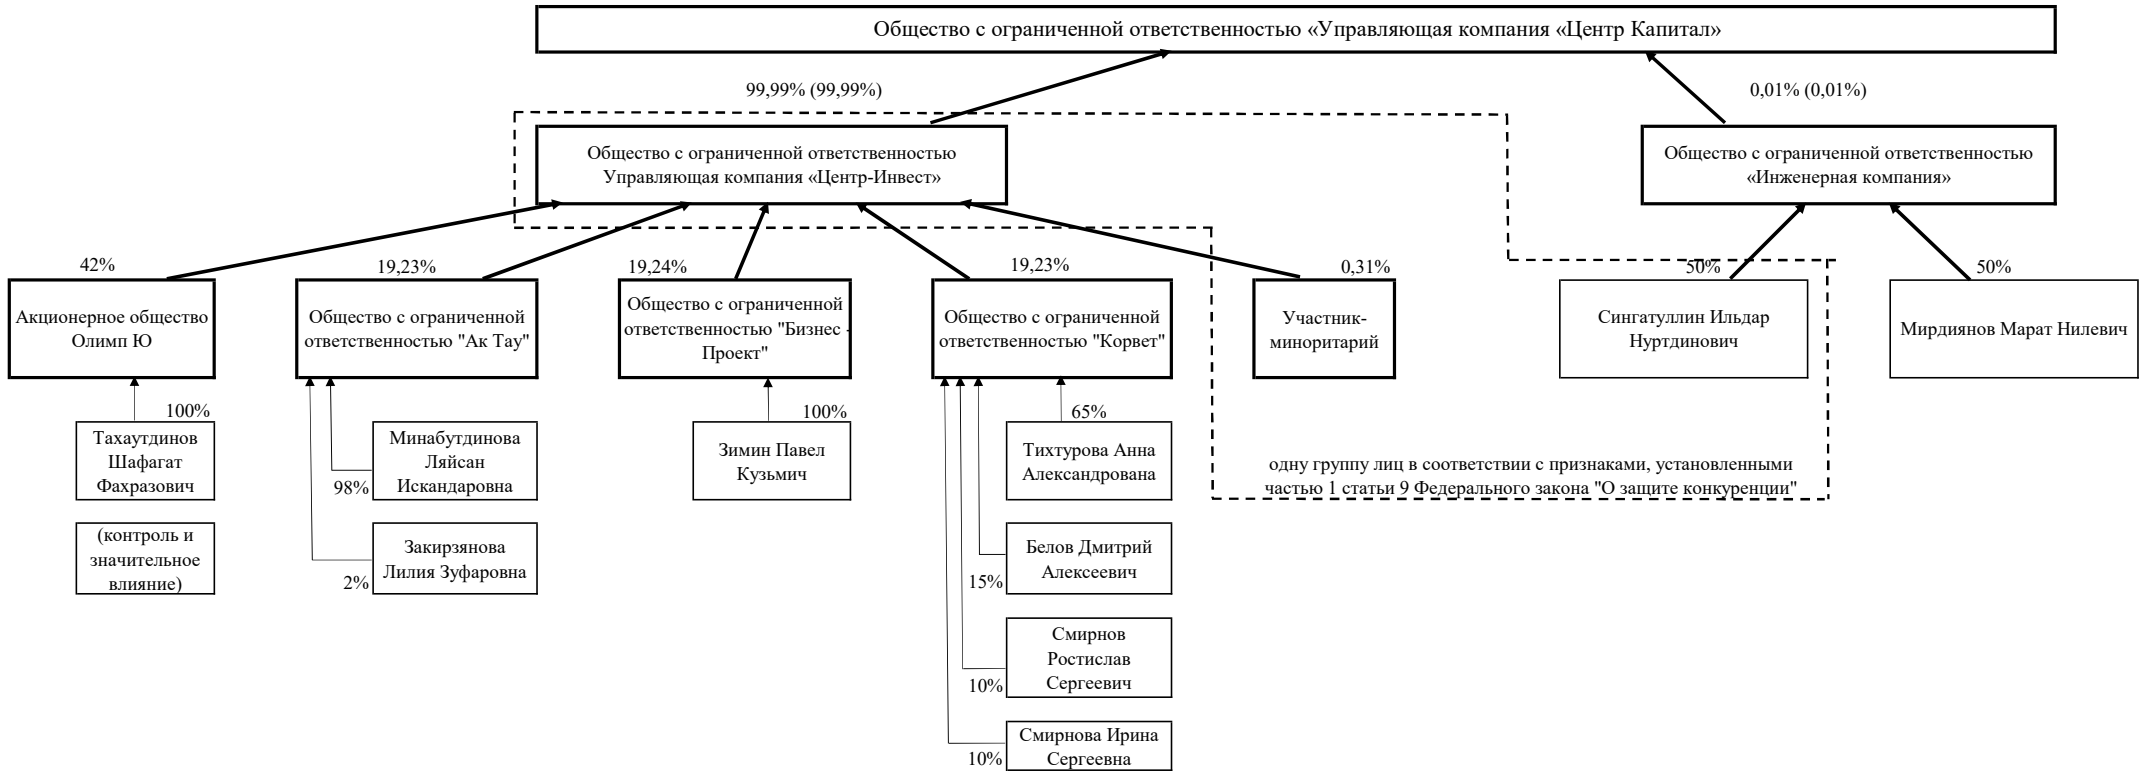 Общество с ограниченной ответственностью «Управляющая компания «Центр Капитал»
99,99% (99,99%)
0,01% (0,01%)
Общество с ограниченной ответственностью
Управляющая компания «Центр-Инвест»
Общество с ограниченной ответственностью
«Инженерная компания»
42%
19,23%
19,24%
19,23%
0,31%
50%
50%
Акционерное общество
Олимп Ю
Общество с ограниченной
ответственностью "Ак Тау"
Общество с ограниченной
ответственностью "Бизнес -
Проект"
Общество с ограниченной
ответственностью "Корвет"
Участник-
миноритарий
Сингатуллин Ильдар
Нуртдинович
Мирдиянов Марат Нилевич
100%
Тахаутдинов
Шафагат
Фахразович
(контроль и
значительное
влияние)
Минабутдинова
Ляйсан
Искандаровна
98%
Закирзянова
Лилия Зуфаровна
2%
100%
Зимин Павел
Кузьмич
65%
Тихтурова Анна
Александрована
Белов Дмитрий
Алексеевич
15%
Смирнов
Ростислав
Сергеевич
10%
Смирнова Ирина
Сергеевна
10%
одну группу лиц в соответствии с признаками, установленными
частью 1 статьи 9 Федерального закона "О защите конкуренции"